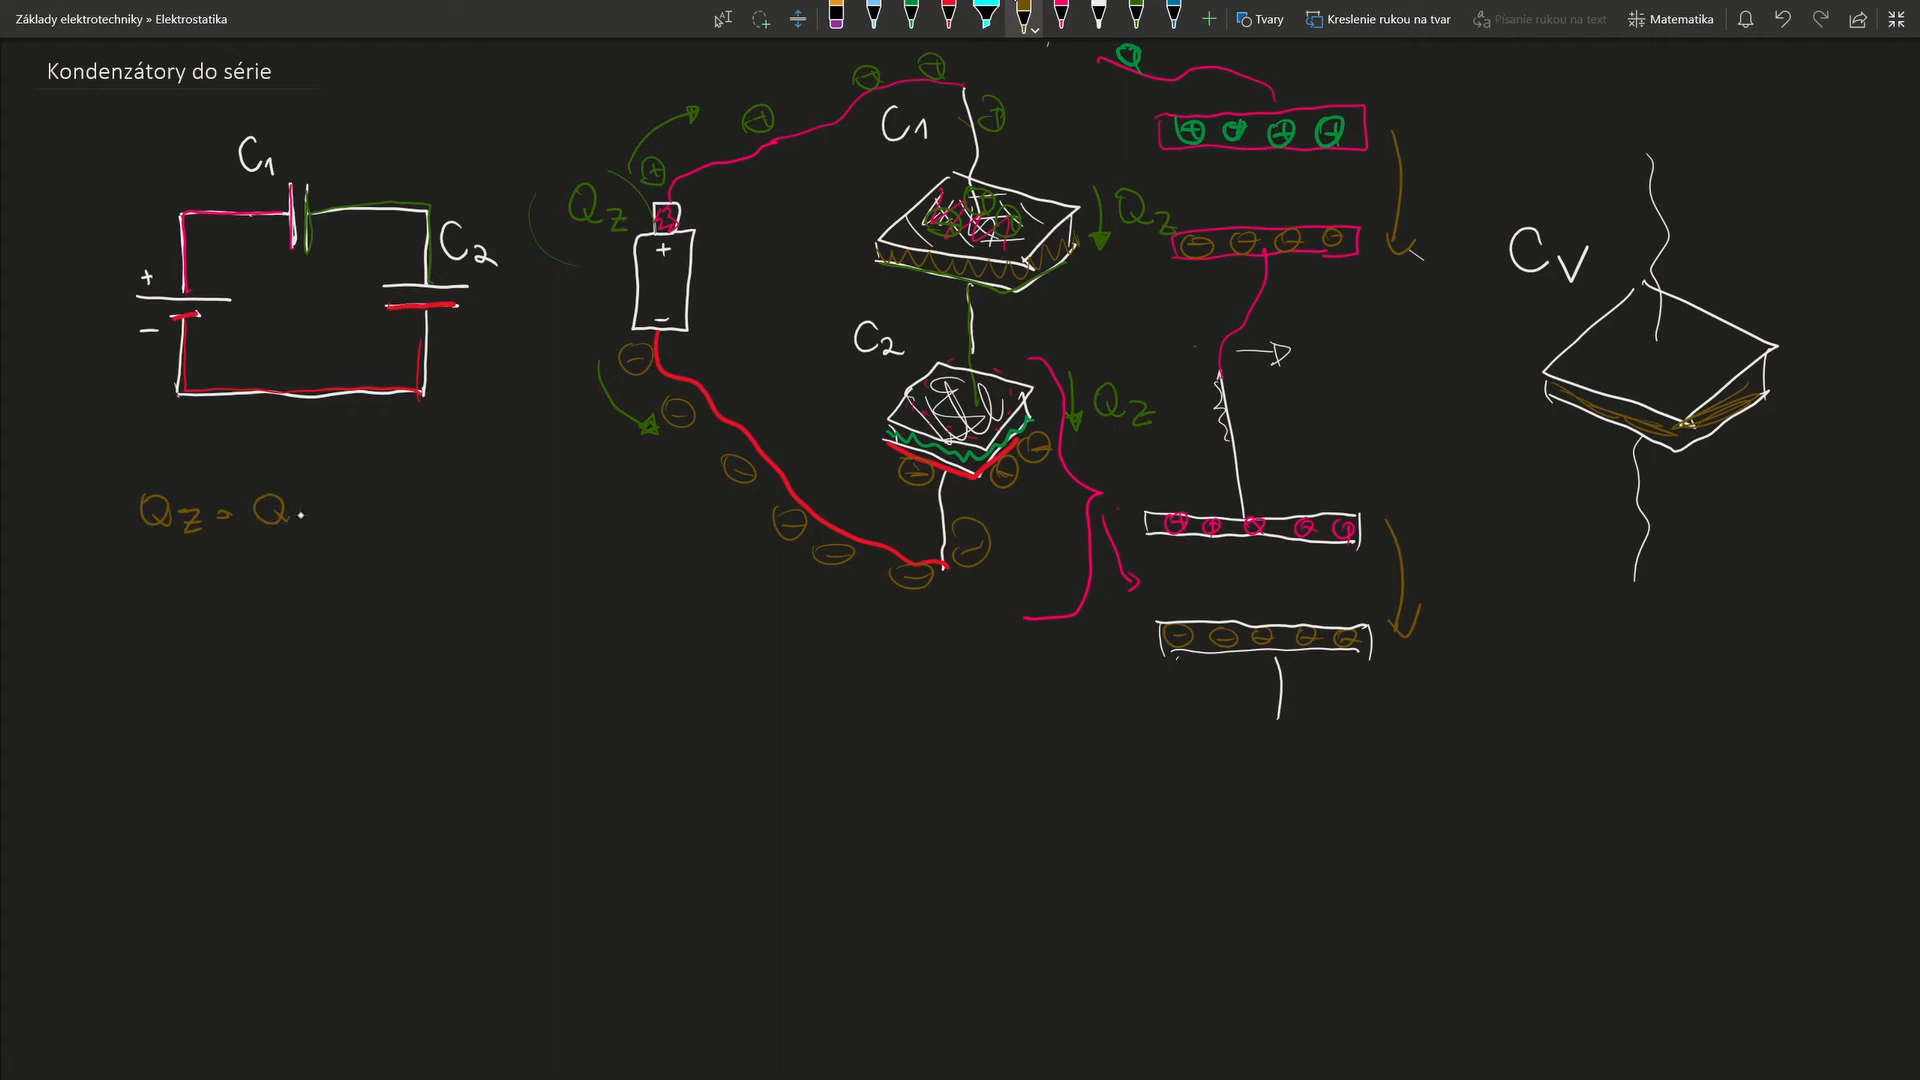 Základy elektrotechniky » Elektrostatika
Tvary
Kreslenie rukou na tvar
Písanie rukou na text
Matematika
Kondenzátory do série
C1
C2
+
−
Qz = Q
Qz
+
−
C1
Qz
C2
Qz
Cv